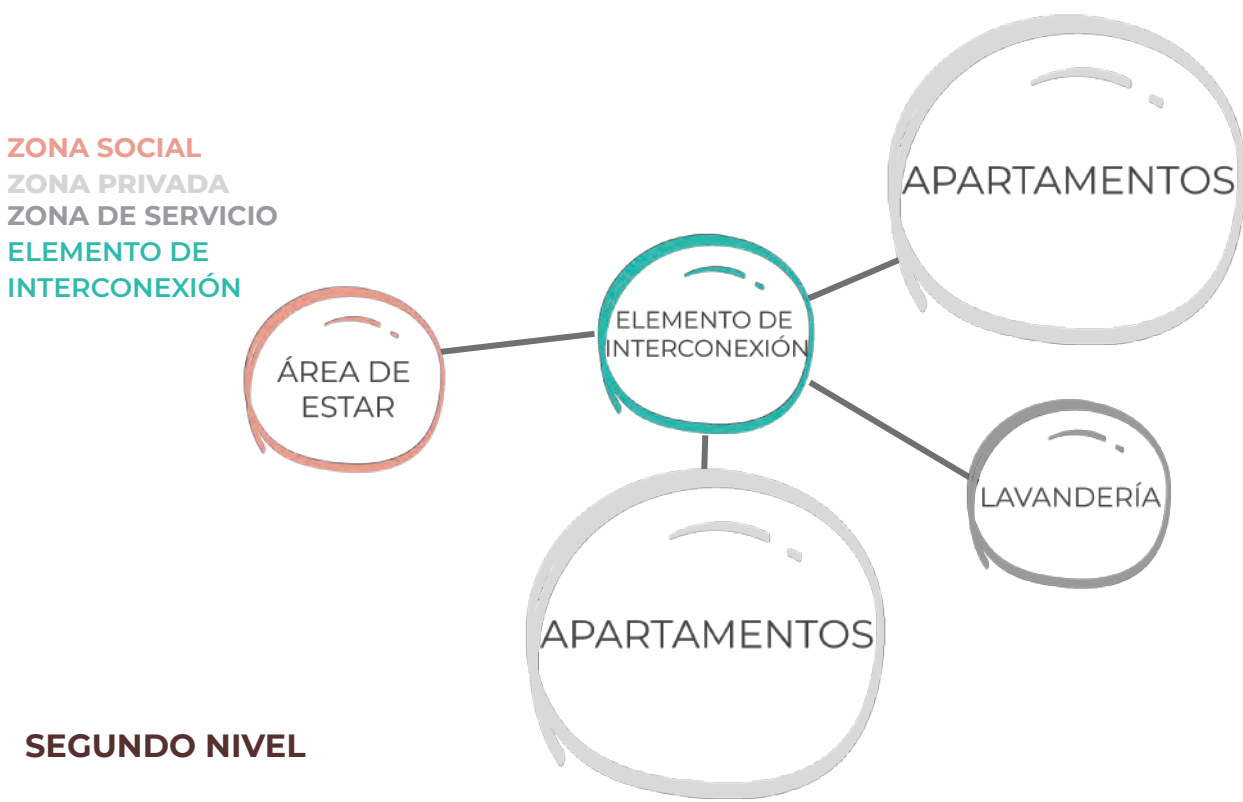 ZONA SOCIAL
ZONA PRIVADA
ZONA DE SERVICIO
ELEMENTO DE
INTERCONEXIÓN
APARTAMENTOS
ELEMENTO DE
INTERCONEXIÓN
ÁREA DE
ESTAR
LAVANDERÍA
APARTAMENTOS
SEGUNDO NIVEL